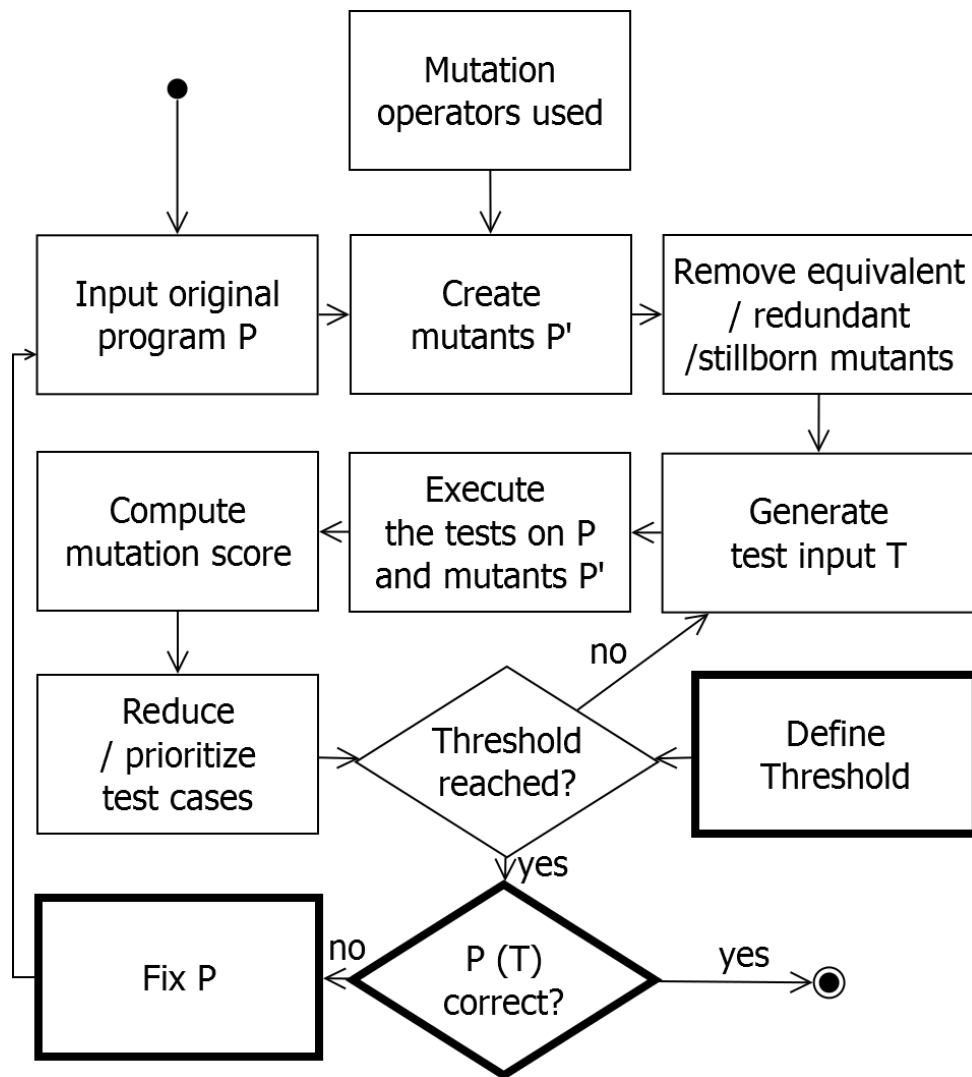 Mutation
operators used
Input original
program P
Create
mutants P'
Remove equivalent
/ redundant
/stillborn mutants
Compute
mutation score
Execute
the tests on P
and mutants P'
Generate
test input T
no
Reduce
/ prioritize
test cases
Threshold
reached?
Define
Threshold
yes
Fix P
no
P (T)
correct?
yes